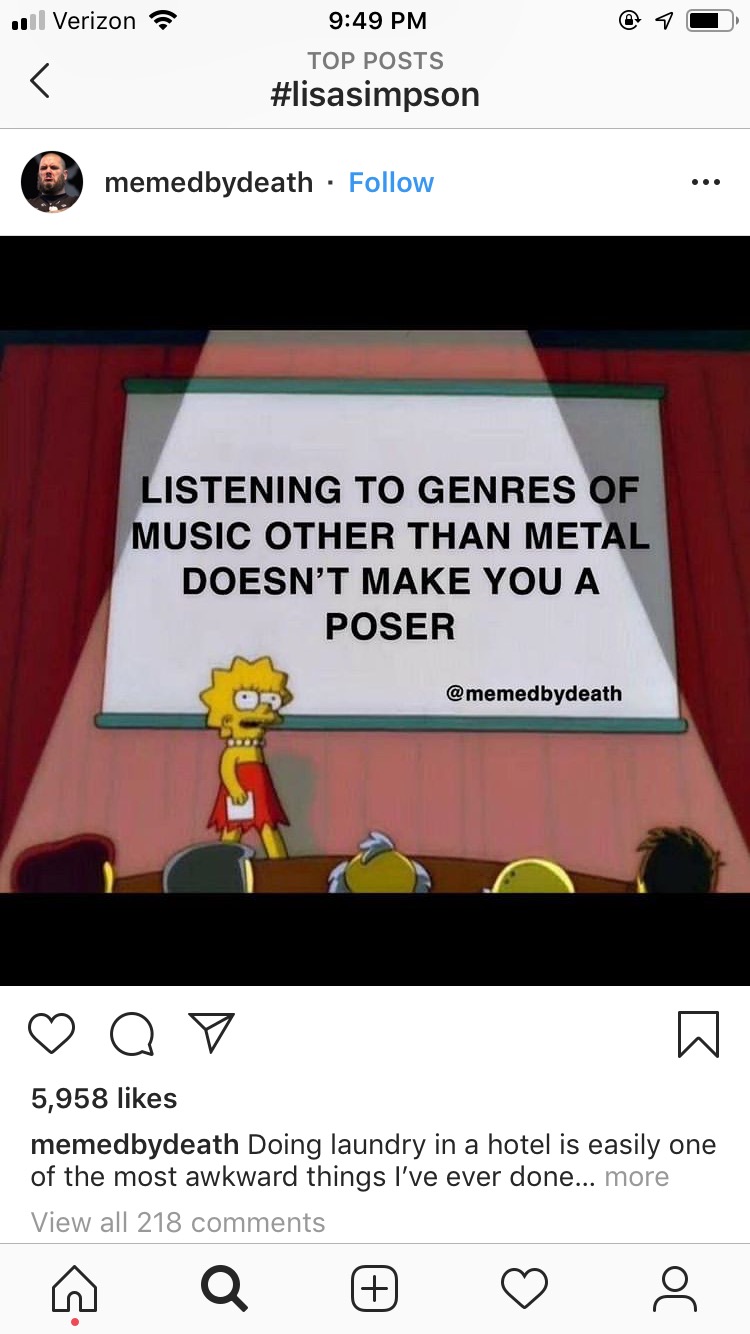 Verizon 9:49 PM
TOP POSTS
#lisasimpson
memedbydeath · Follow
LISTENING TO GENRES OF
MUSIC OTHER THAN METAL
DOESN’T MAKE YOU A
POSER
@memedbydeath
5,958 likes
memedbydeath Doing laundry in a hotel is easily one
of the most awkward things I’ve ever done... more
View all 218 comments